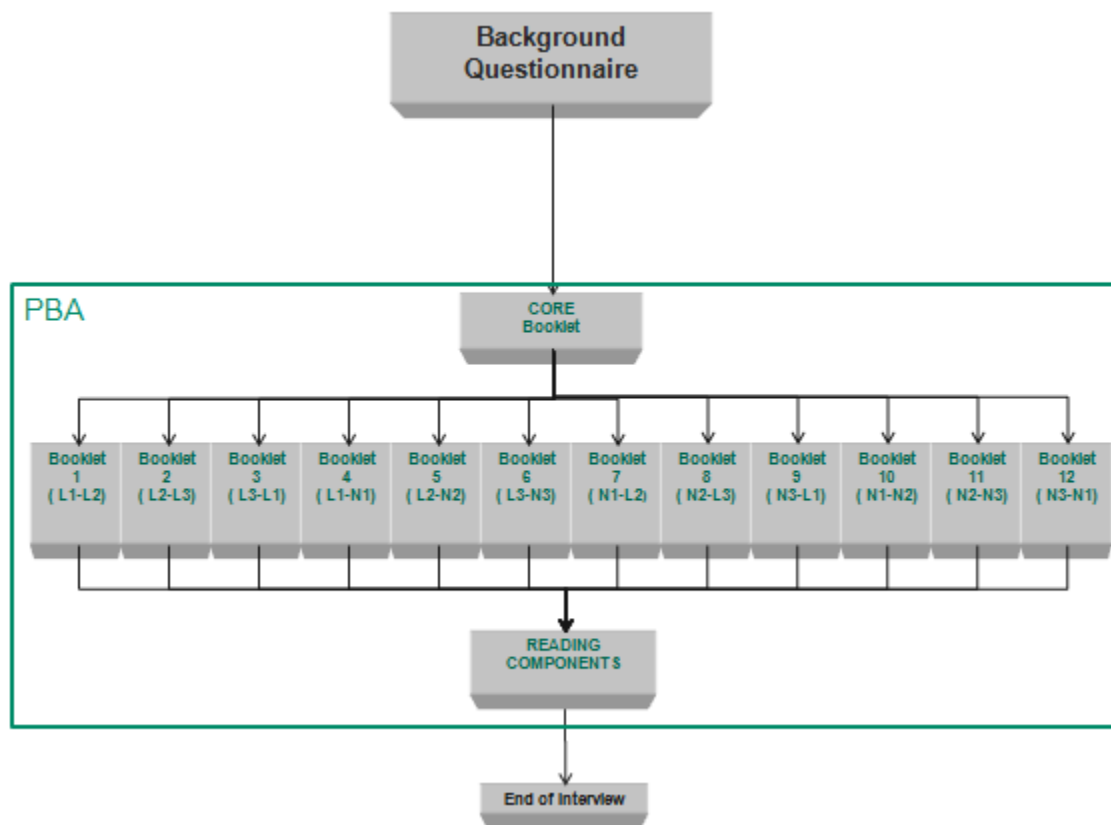 Background
Questionnaire
PBA
CORE
Booklet
Booklet
1
( L1-L2)
Booklet
2
( L2-L3)
Booklet
3
( L3-L1)
Booklet
4
( L1-N1)
Booklet
5
( L2-N2)
Booklet
6
( L3-N3)
Booklet
7
( N1-L2)
Booklet
8
( N2-L3)
Booklet
9
( N3-L1)
Booklet
10
( N1-N2)
Booklet
11
( N2-N3)
Booklet
12
( N3-N1)
READING
COMPONENTS
End of Interview